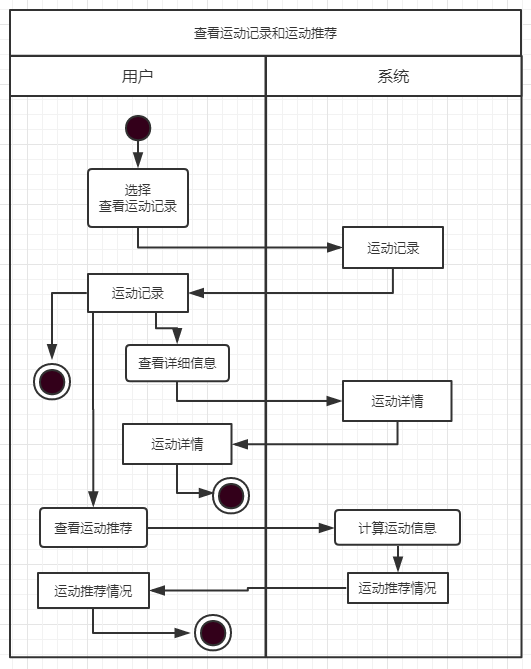 查看运动记录和运动推荐
用户
系统
选择
查看运动记录
运动记录
运动记录
查看详细信息
运动详情
运动详情
查看运动推荐
计算运动信息
运动推荐情况
运动推荐情况